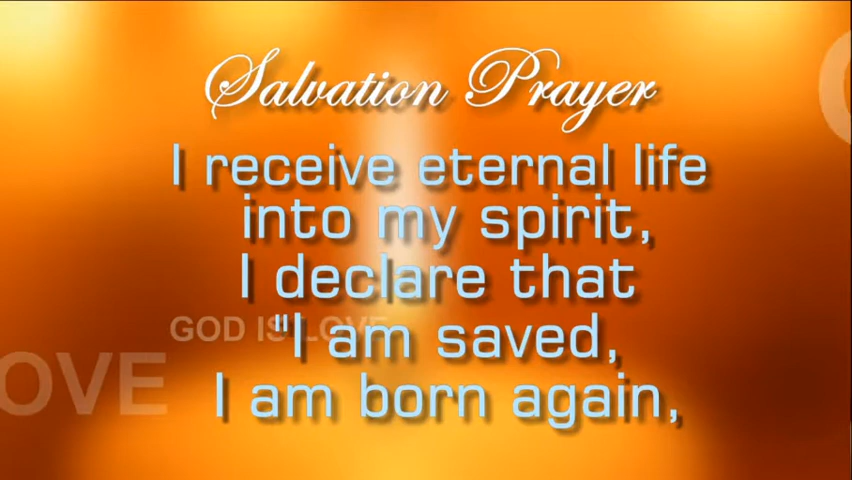 Salvation Prayer
I receive eternal life
into my spirit,
I declare that
GOD IS LOVE
"I am saved,
OVE
I am born again,